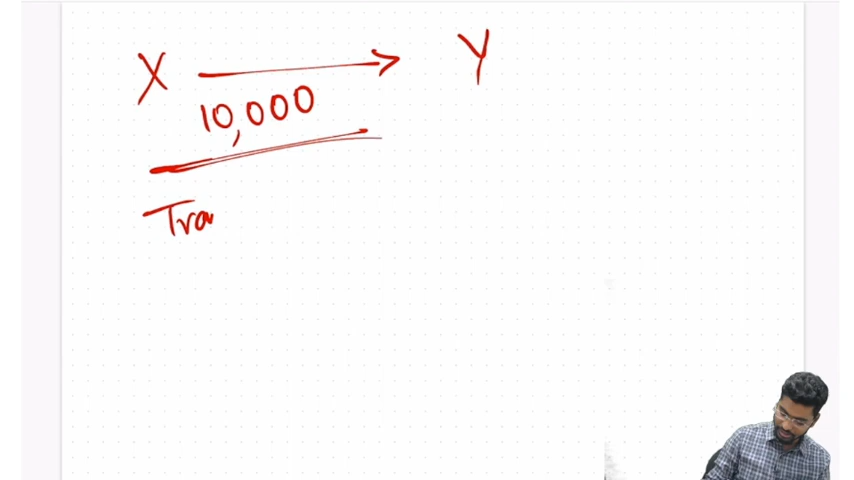 X → Y
10,000
Tra